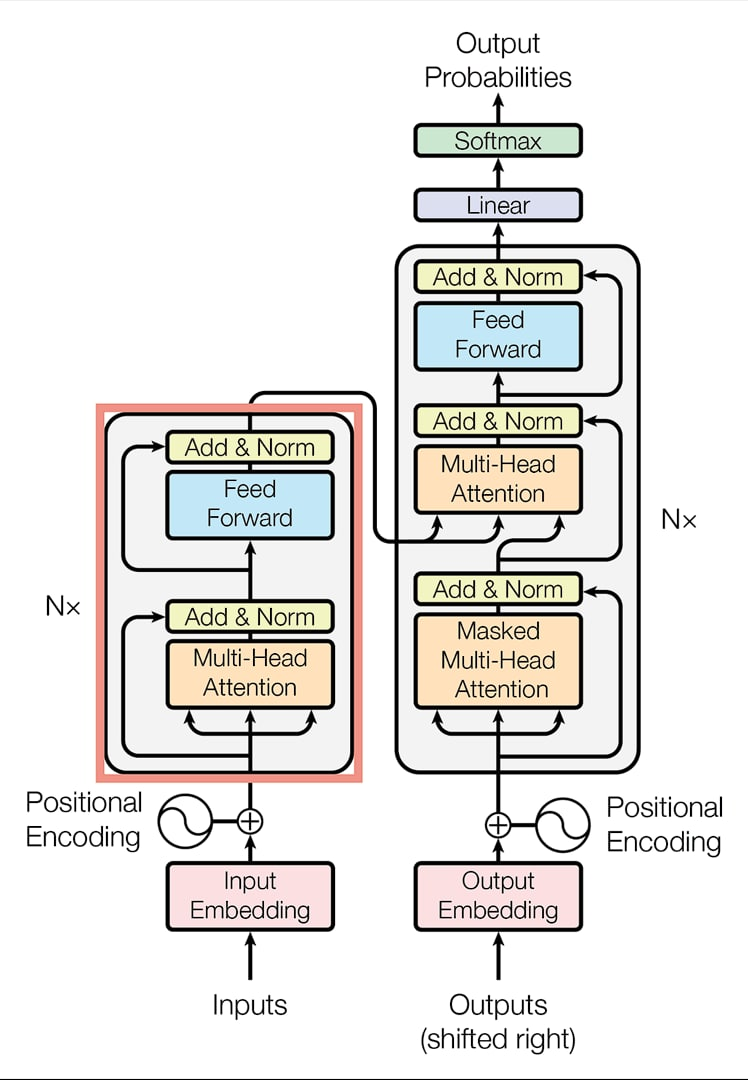 Output
Probabilities
Softmax
Linear
Add & Norm
Feed
Forward
Add & Norm
Multi-Head
Attention
Nx
Add & Norm
Masked
Multi-Head
Attention
Add & Norm
Feed
Forward
Nx
Add & Norm
Multi-Head
Attention
Positional
Encoding
Positional
Encoding
Input
Embedding
Output
Embedding
Inputs
Outputs
(shifted right)